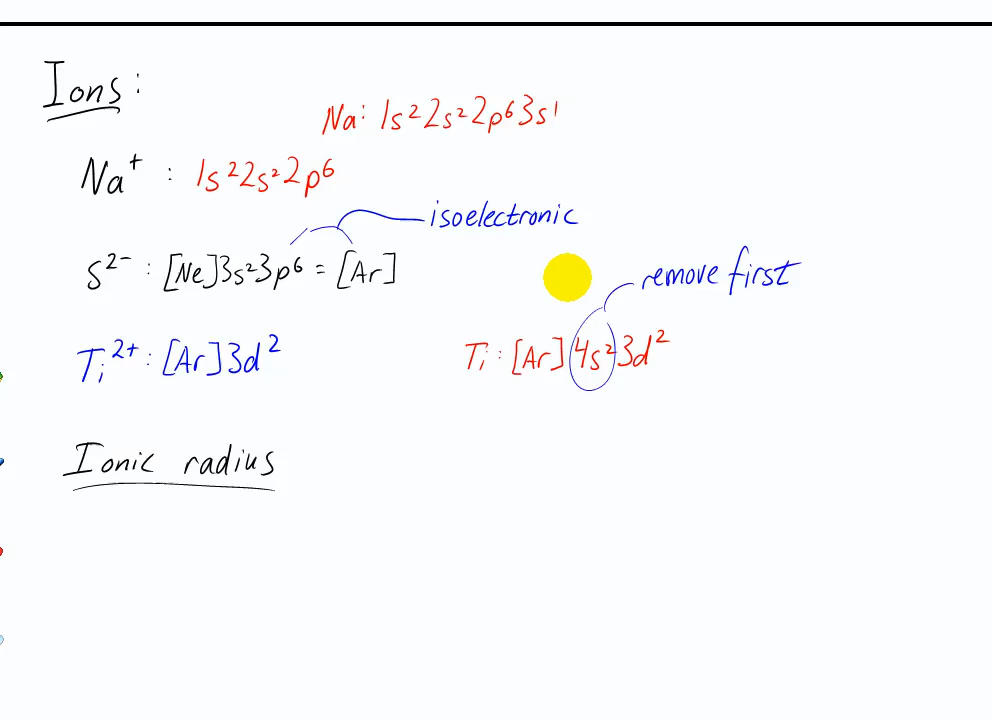 Ions:
Na: 1s²2s²2p⁶3s¹
Na⁺ : 1s²2s²2p⁶
isoelectronic
S²⁻ : [Ne]3s²3p⁶ = [Ar]
remove first
Ti²⁺ : [Ar]3d²
Ti : [Ar]4s²3d²
Ionic radius